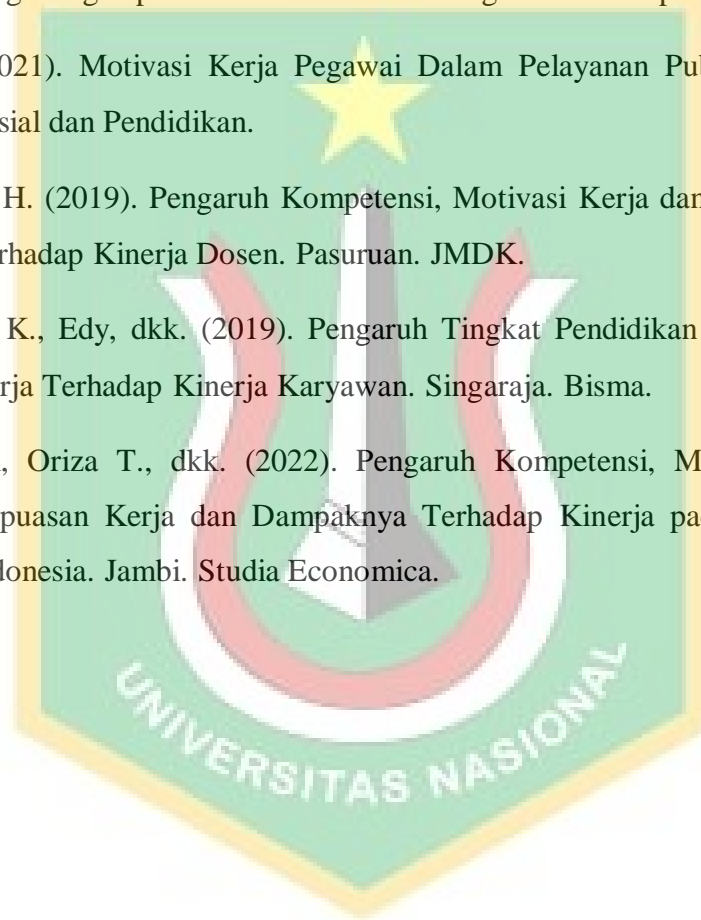 021). Motivasi Kerja Pegawai Dalam Pelayanan Pu
sial dan Pendidikan.
H. (2019). Pengaruh Kompetensi, Motivasi Kerja dan
rhadap Kinerja Dosen. Pasuruan. JMDK.
K., Edy, dkk. (2019). Pengaruh Tingkat Pendidikan
rja Terhadap Kinerja Karyawan. Singaraja. Bisma.
, Oriza T., dkk. (2022). Pengaruh Kompetensi, M
puasan Kerja dan Dampaknya Terhadap Kinerja pa
donesia. Jambi. Studia Economica.
UNIVERSITAS NASIONAL